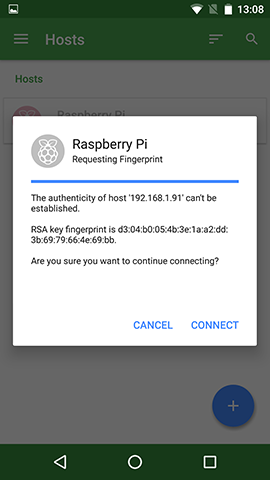 13:08
Hosts
Hosts
Raspberry Pi
Raspberry Pi
Requesting Fingerprint
The authenticity of host '192.168.1.91' can't be
established.
RSA key fingerprint is d3:04:b0:05:4b:3e:1a:a2:dd:
3b:69:79:66:4e:69:bb.
Are you sure you want to continue connecting?
CANCEL CONNECT